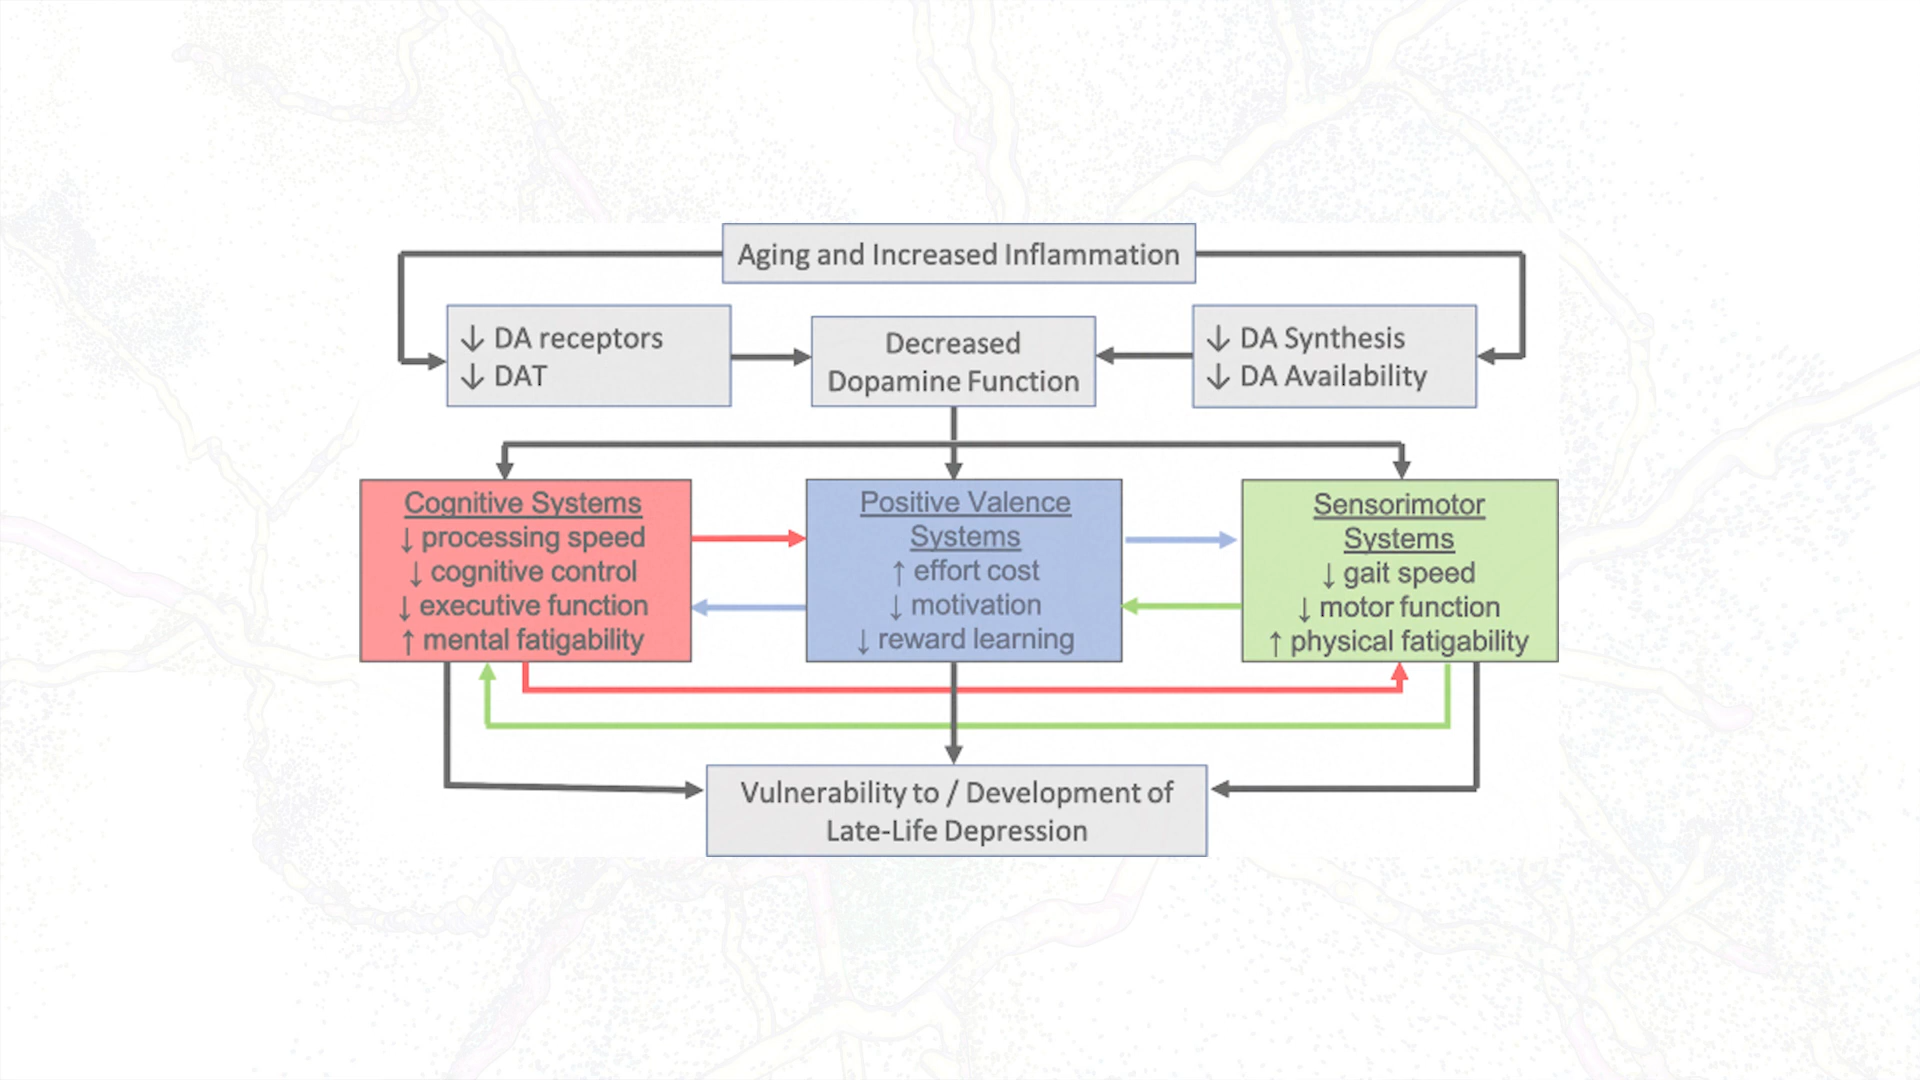 Aging and Increased Inflammation
↓ DA receptors
↓ DAT
Decreased
Dopamine Function
↓ DA Synthesis
↓ DA Availability
Cognitive Systems
↓ processing speed
↓ cognitive control
↓ executive function
↑ mental fatigability
Positive Valence
Systems
↑ effort cost
↓ motivation
↓ reward learning
Sensorimotor
Systems
↓ gait speed
↓ motor function
↑ physical fatigability
Vulnerability to / Development of
Late-Life Depression